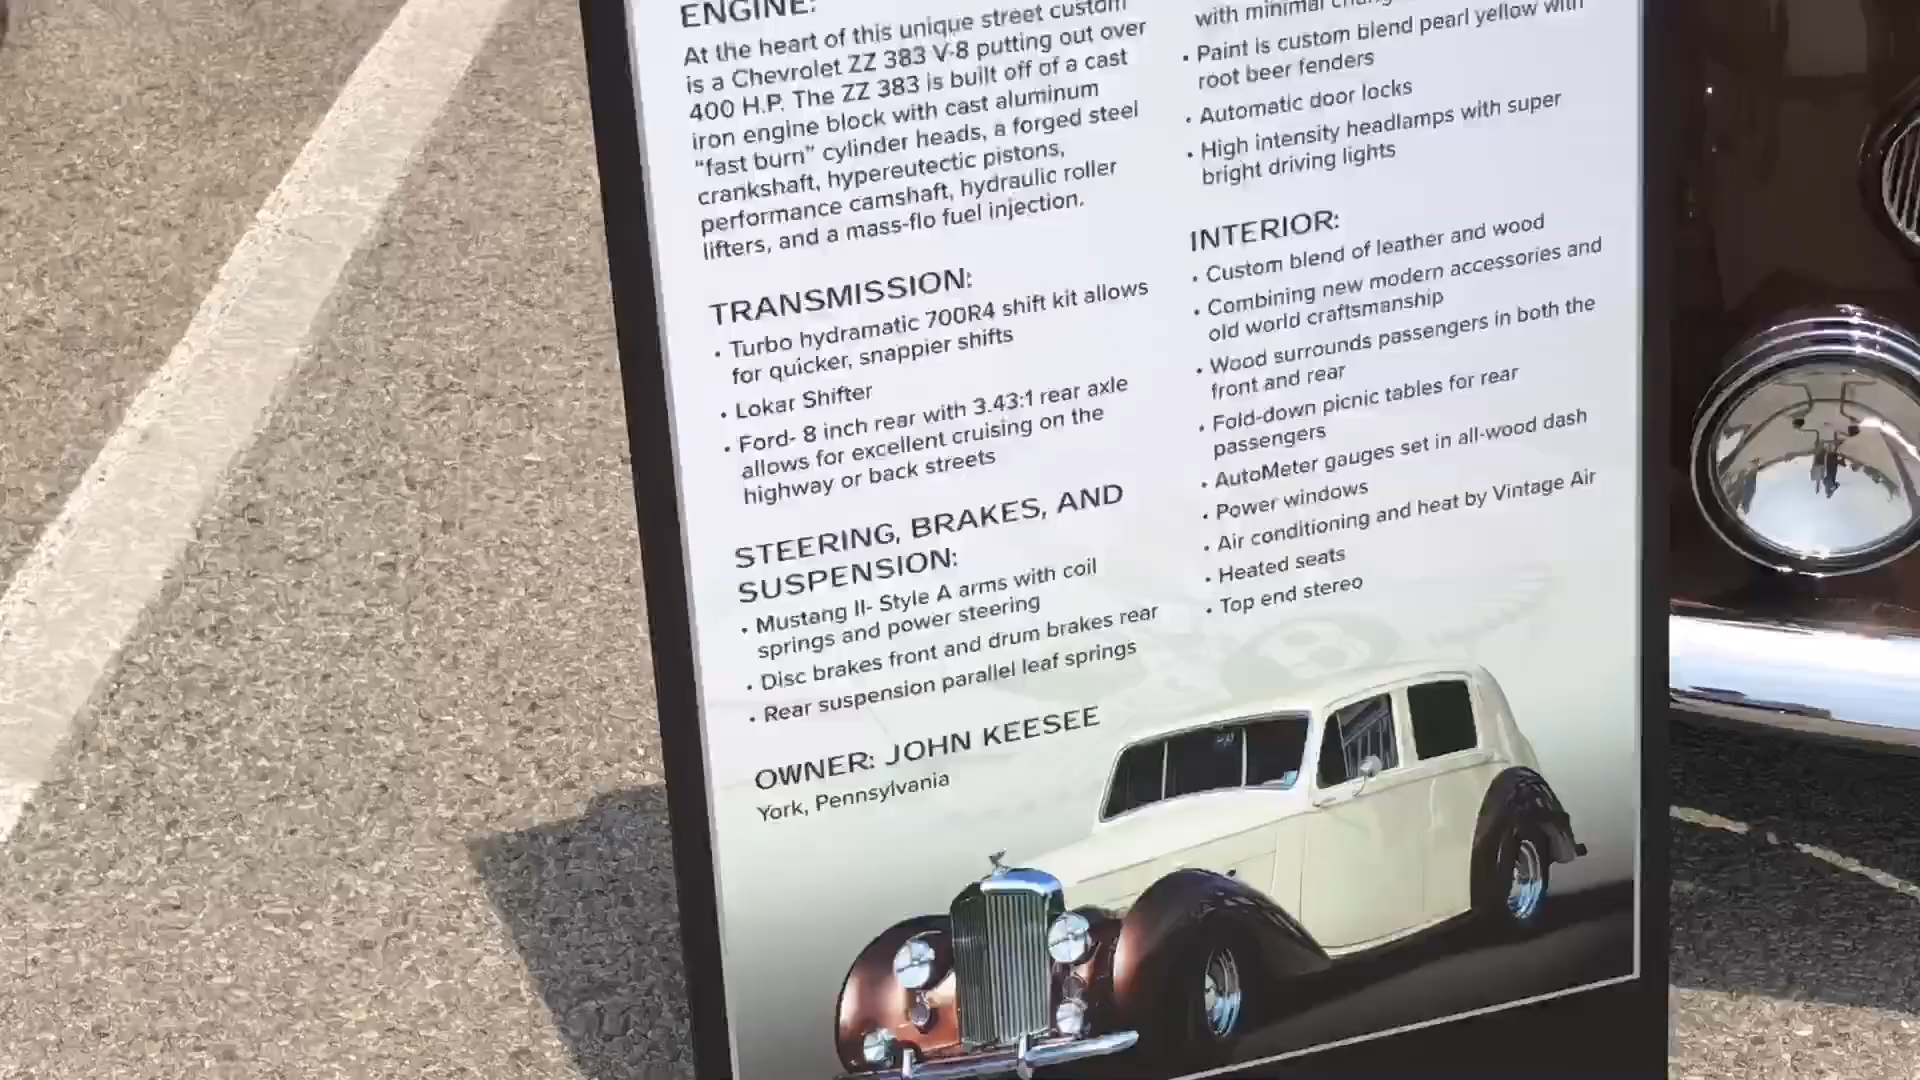 ENGINE:
At the heart of this unique street custom
is a Chevrolet ZZ 383 V-8 putting out over
400 H.P. The ZZ 383 is built off of a cast
iron engine block with cast aluminum
"fast burn" cylinder heads, a forged steel
crankshaft, hypereutectic pistons,
performance camshaft, hydraulic roller
lifters, and a mass-flo fuel injection.
TRANSMISSION:
• Turbo hydramatic 700R4 shift kit allows
for quicker, snappier shifts
• Lokar Shifter
• Ford- 8 inch rear with 3.43:1 rear axle
allows for excellent cruising on the
highway or back streets
STEERING, BRAKES, AND
SUSPENSION:
• Mustang II- Style A arms with coil
springs and power steering
• Disc brakes front and drum brakes rear
• Rear suspension parallel leaf springs
OWNER: JOHN KEESEE
York, Pennsylvania
with minimal
• Paint is custom blend pearl yellow with
root beer fenders
• Automatic door locks
• High intensity headlamps with super
bright driving lights
INTERIOR:
• Custom blend of leather and wood
• Combining new modern accessories and
old world craftsmanship
• Wood surrounds passengers in both the
front and rear
• Fold-down picnic tables for rear
passengers
• AutoMeter gauges set in all-wood dash
• Power windows
• Air conditioning and heat by Vintage Air
• Heated seats
• Top end stereo